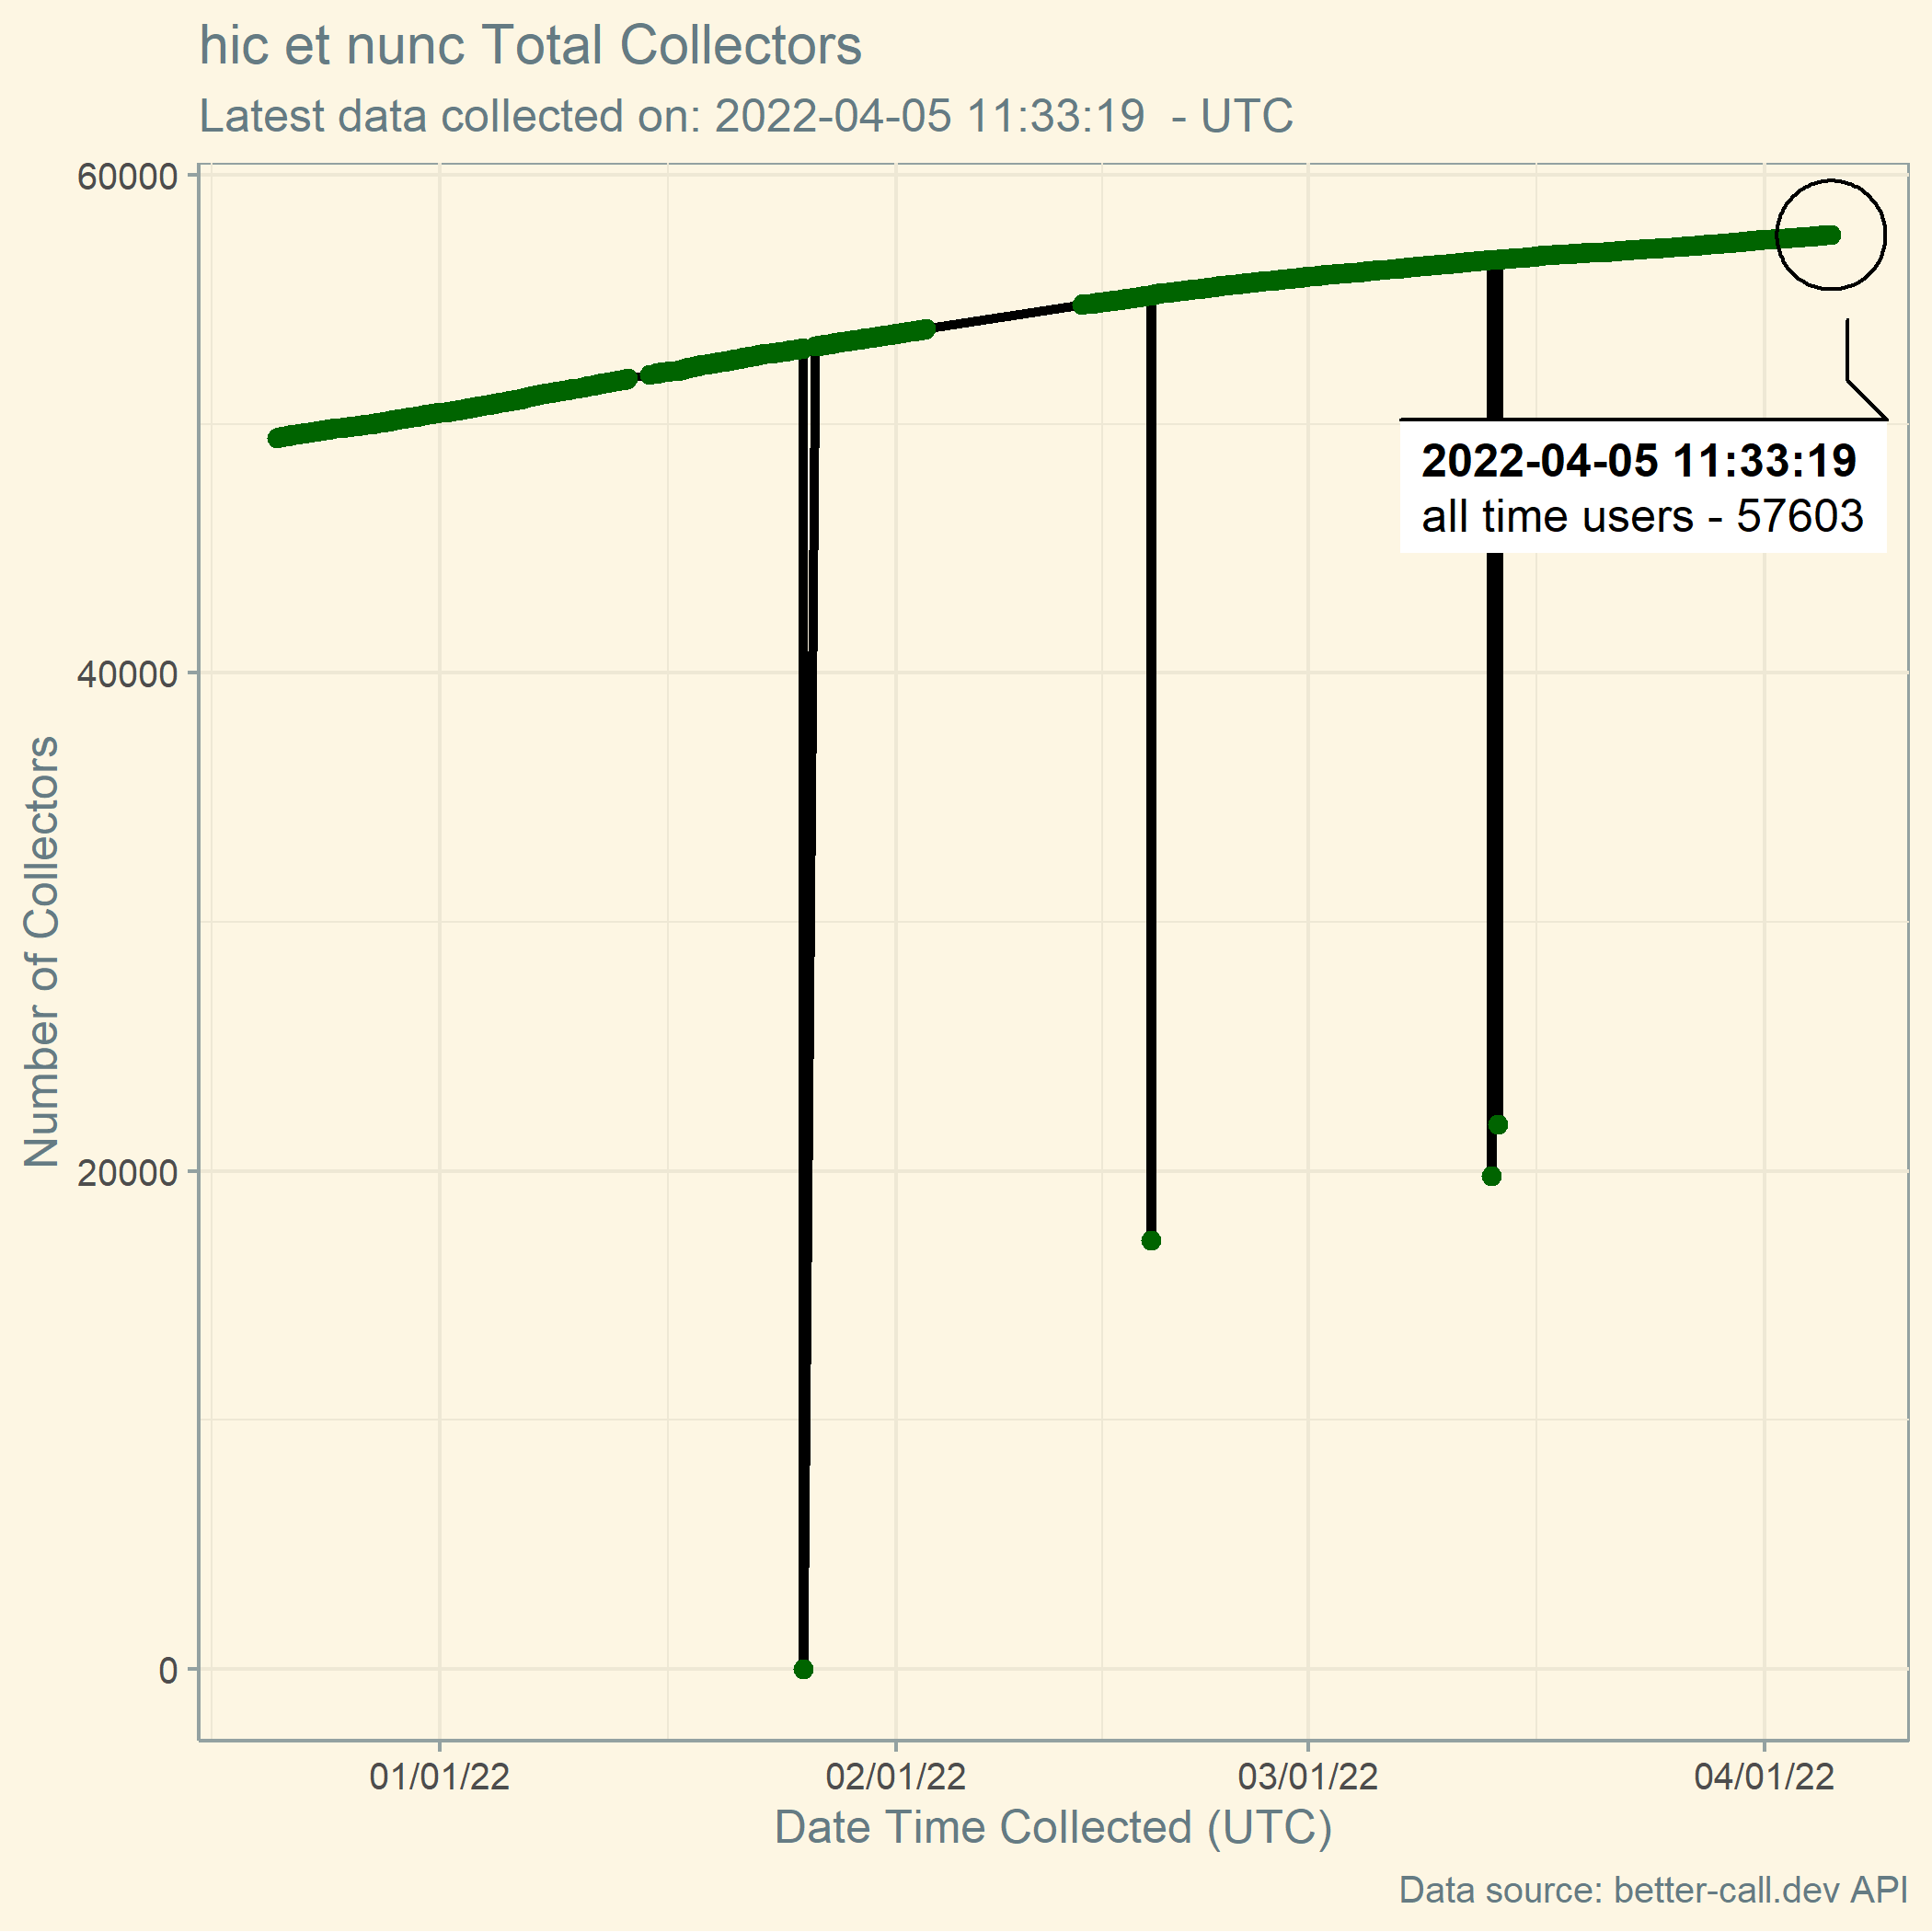 hic et nunc Total Collectors
Latest data collected on: 2022-04-05 11:33:19  - UTC
60000
40000
20000
0
Number of Collectors
2022-04-05 11:33:19
all time users - 57603
01/01/22
02/01/22
03/01/22
04/01/22
Date Time Collected (UTC)
Data source: better-call.dev API